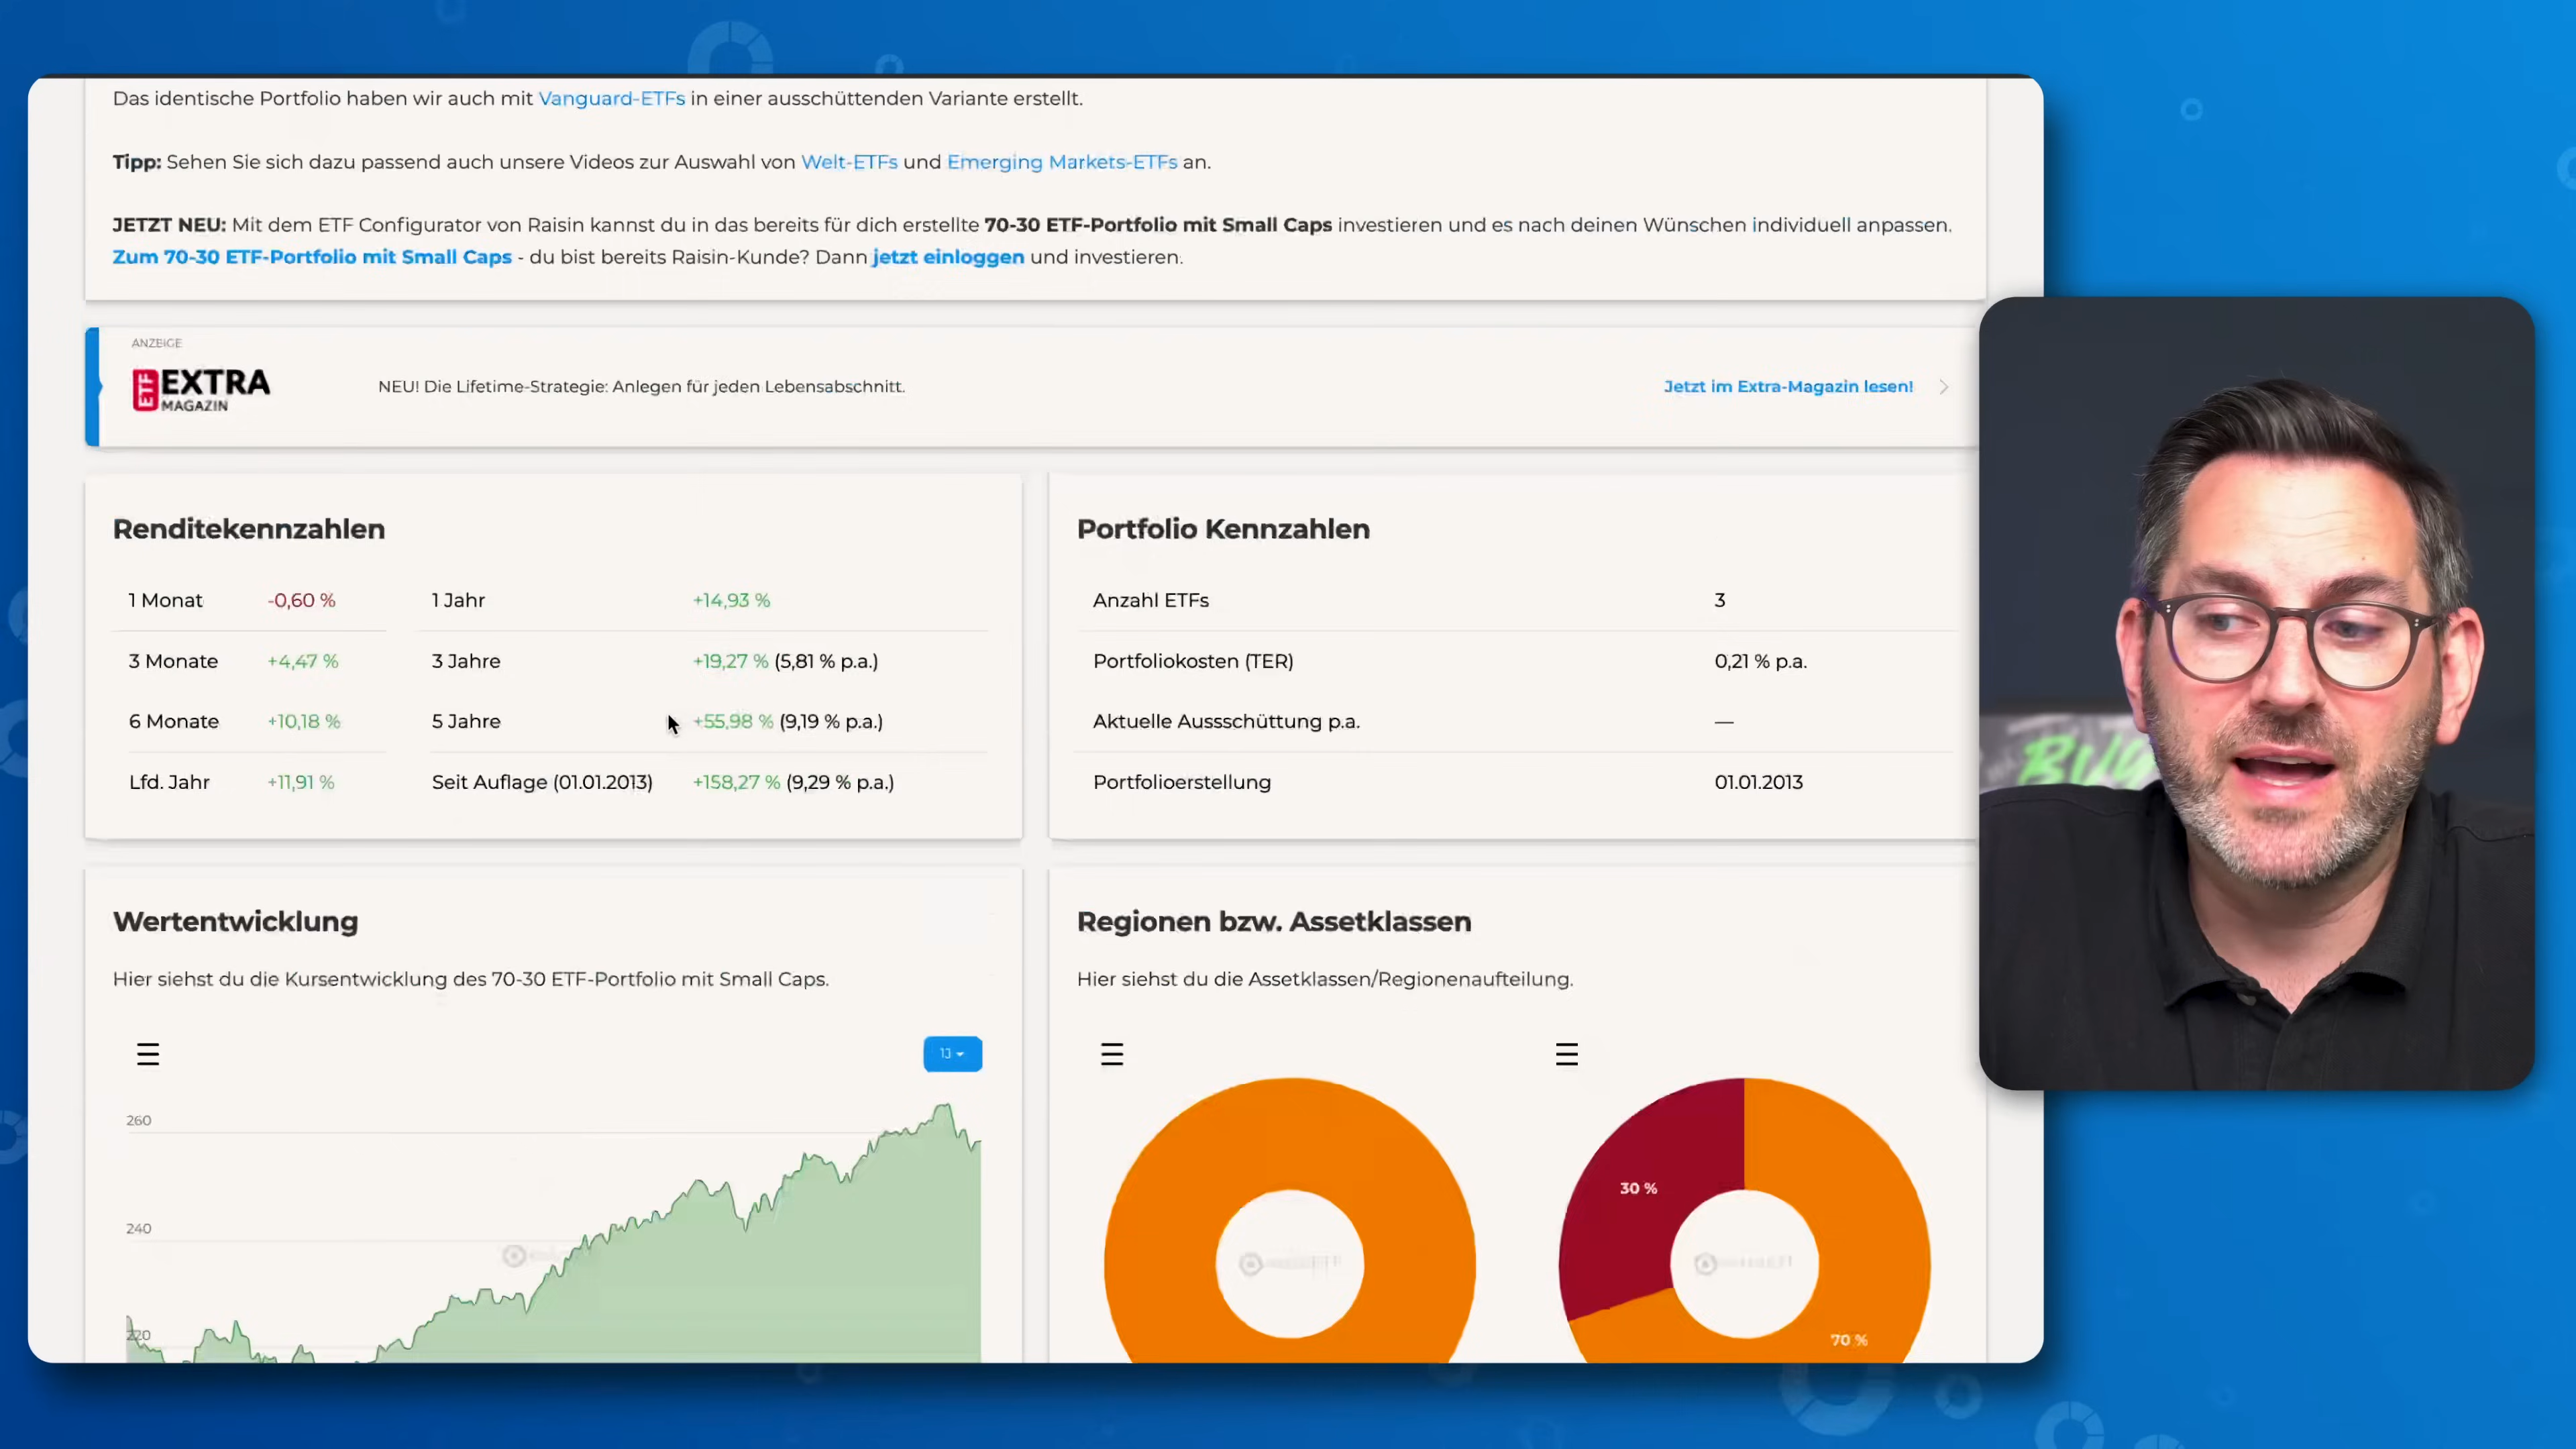 Das identische Portfolio haben wir auch mit Vanguard-ETFs in einer ausschüttenden Variante erstellt.
Tipp: Sehen Sie sich dazu passend auch unsere Videos zur Auswahl von Welt-ETFs und Emerging Markets-ETFs an.
JETZT NEU: Mit dem ETF Configurator von Raisin kannst du in das bereits für dich erstellte 70-30 ETF-Portfolio mit Small Caps investieren und es nach deinen Wünschen individuell anpassen.
Zum 70-30 ETF-Portfolio mit Small Caps - du bist bereits Raisin-Kunde? Dann jetzt einloggen und investieren.
ANZEIGE
ETF EXTRA
MAGAZIN
NEU! Die Lifetime-Strategie: Anlegen für jeden Lebensabschnitt.
Jetzt im Extra-Magazin lesen!
Renditekennzahlen
1 Monat -0,60 % 1 Jahr +14,93 %
3 Monate +4,47 % 3 Jahre +19,27 % (5,81 % p.a.)
6 Monate +10,18 % 5 Jahre +55,98 % (9,19 % p.a.)
Lfd. Jahr +11,91 % Seit Auflage (01.01.2013) +158,27 % (9,29 % p.a.)
Portfolio Kennzahlen
Anzahl ETFs 3
Portfoliokosten (TER) 0,21 % p.a.
Aktuelle Aussschüttung p.a. —
Portfolioerstellung 01.01.2013
Wertentwicklung
Hier siehst du die Kursentwicklung des 70-30 ETF-Portfolio mit Small Caps.
1J
260
240
220
Regionen bzw. Assetklassen
Hier siehst du die Assetklassen/Regionenaufteilung.
30 %
70 %